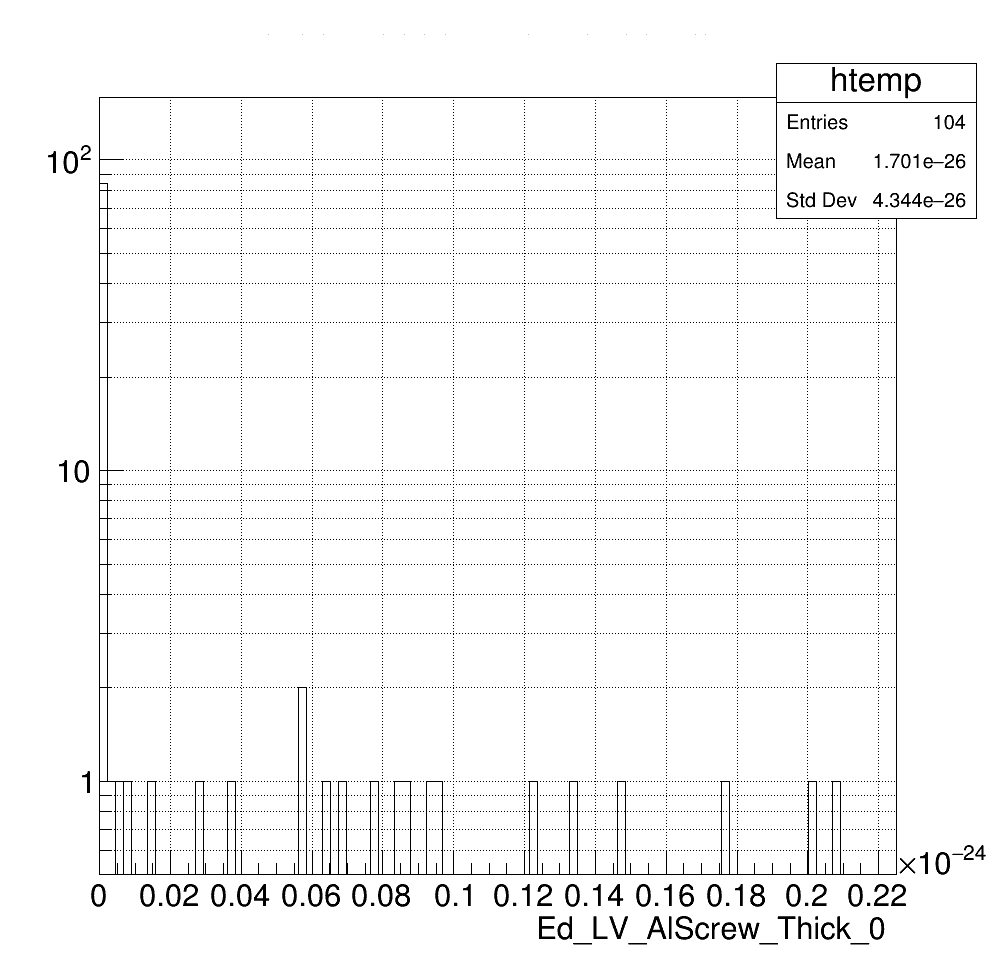 htemp
Entries 104
Mean 1.701e−26
Std Dev 4.344e−26
10²
10
1
0 0.02 0.04 0.06 0.08 0.1 0.12 0.14 0.16 0.18 0.2 0.22
×10⁻²⁴
Ed_LV_AlScrew_Thick_0